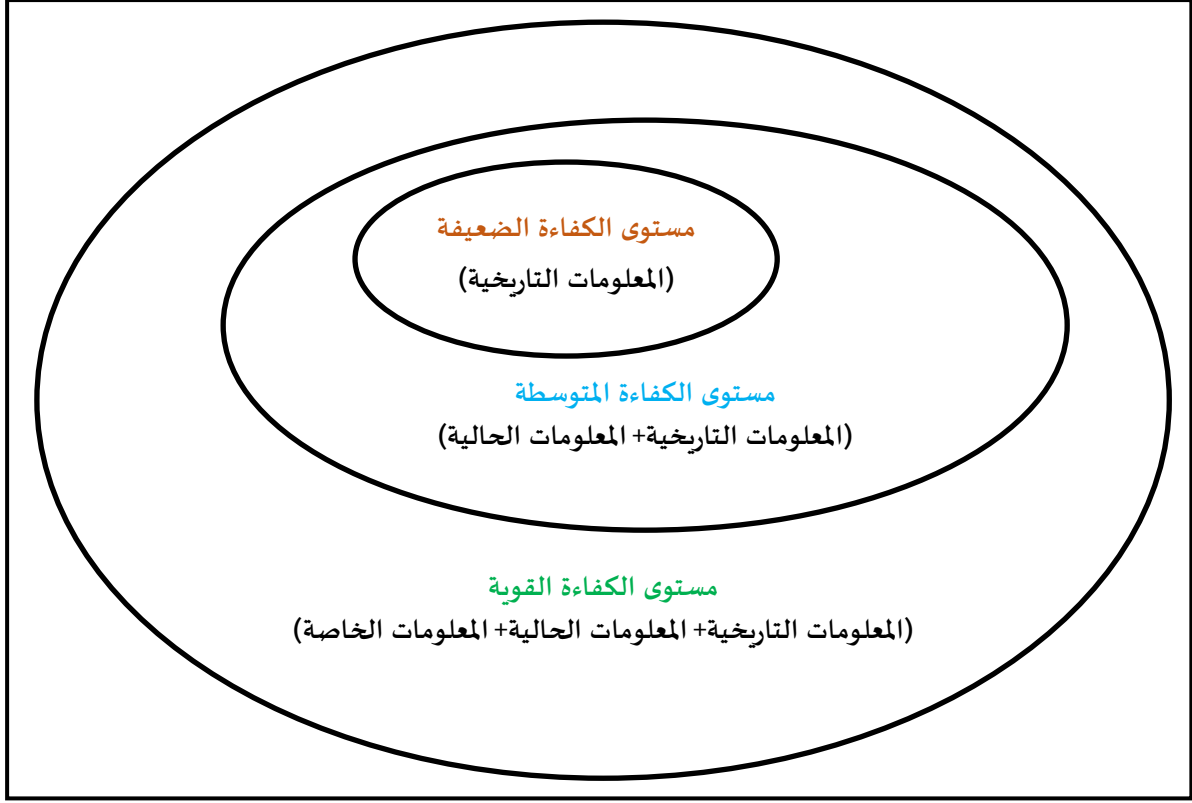 مستوى الكفاءة الضعيفة
(المعلومات التاريخية)
مستوى الكفاءة المتوسطة
(المعلومات التاريخية+ المعلومات الحالية)
مستوى الكفاءة القوية
(المعلومات التاريخية+ المعلومات الحالية+ المعلومات الخاصة)